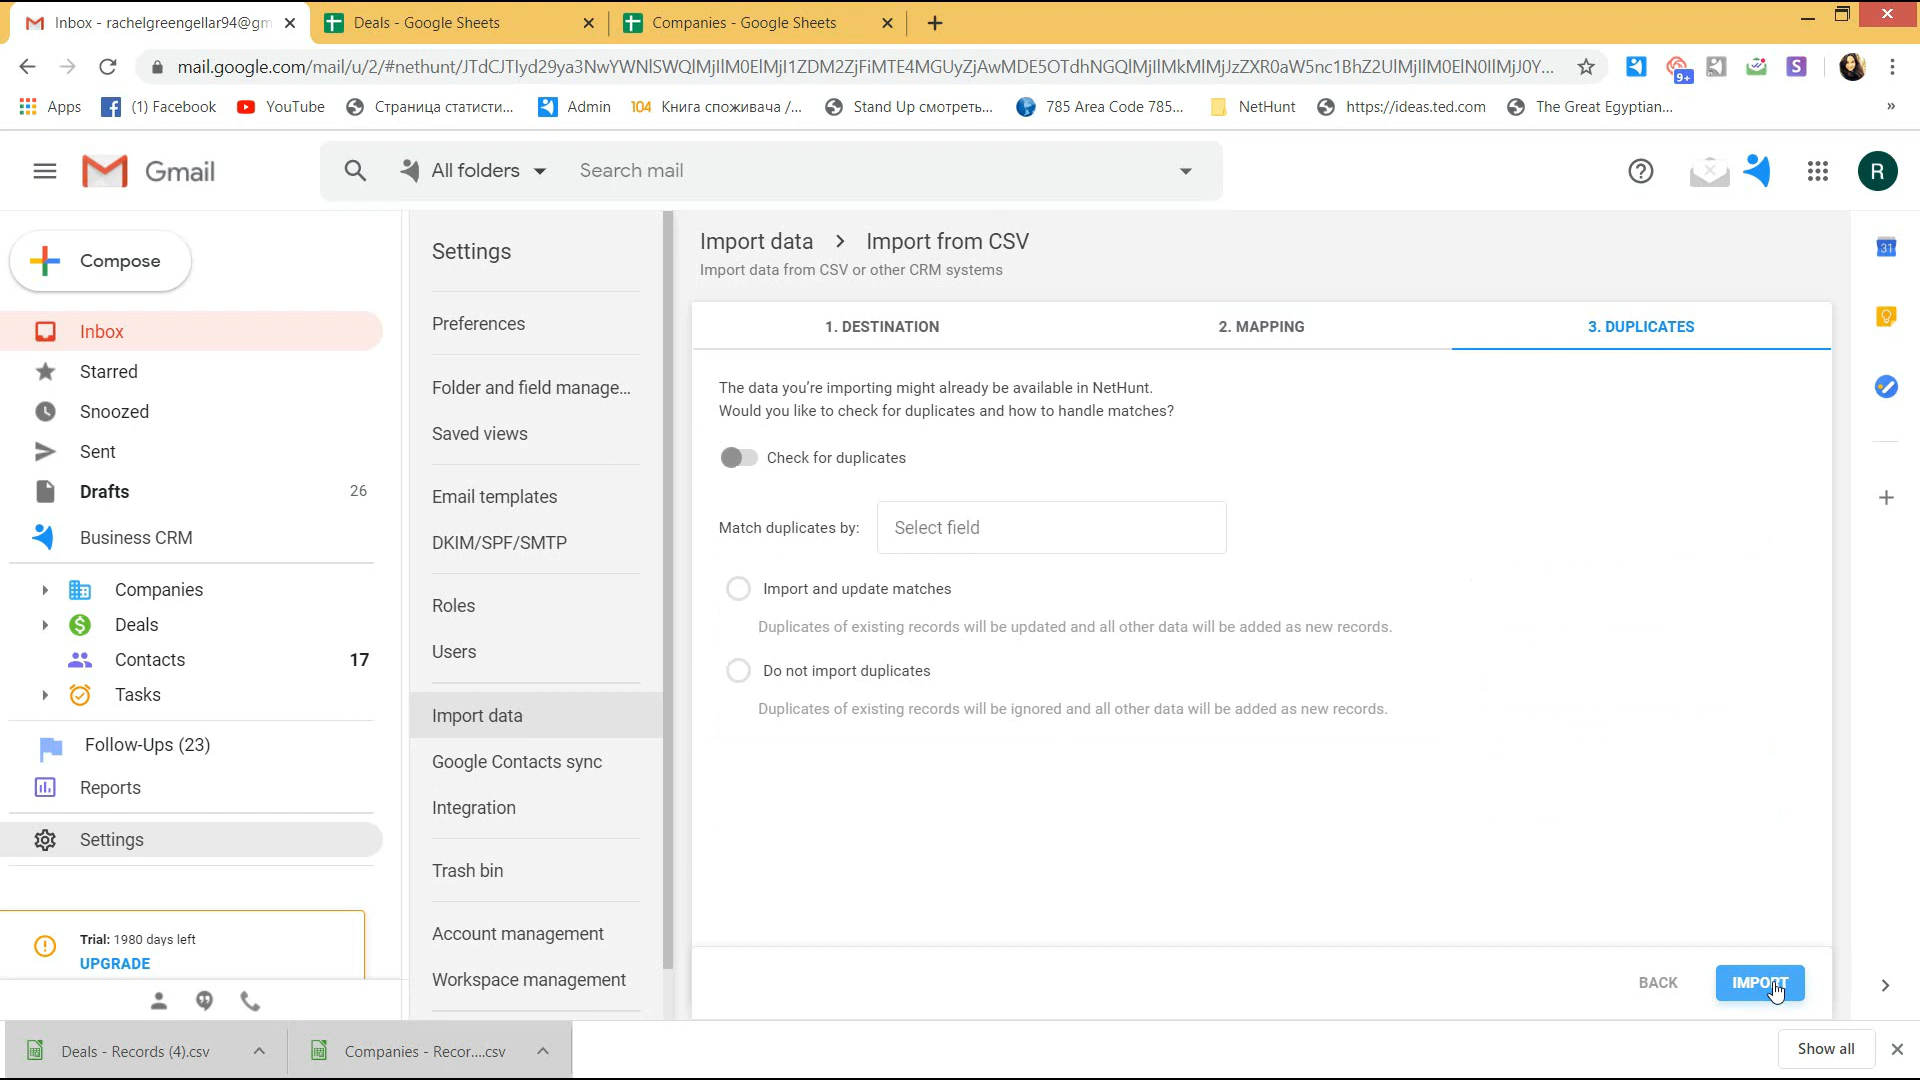 Inbox - rachelgreengellar94@gm
Deals - Google Sheets
Companies - Google Sheets
mail.google.com/mail/u/2/#nethunt/
Apps
(1) Facebook
YouTube
Страница статисти...
Admin
104 Книга споживача /...
Stand Up смотреть...
785 Area Code 785...
NetHunt
https://ideas.ted.com
The Great Egyptian...
»
9+
S
Gmail
All folders
Search mail
R
Compose
Inbox
Starred
Snoozed
Sent
Drafts 26
Business CRM
Companies
Deals
Contacts 17
Tasks
Follow-Ups (23)
Reports
Settings
Trial: 1980 days left
UPGRADE
Settings
Preferences
Folder and field manage...
Saved views
Email templates
DKIM/SPF/SMTP
Roles
Users
Import data
Google Contacts sync
Integration
Trash bin
Account management
Workspace management
Import data > Import from CSV
Import data from CSV or other CRM systems
1. DESTINATION
2. MAPPING
3. DUPLICATES
The data you’re importing might already be available in NetHunt.
Would you like to check for duplicates and how to handle matches?
Check for duplicates
Match duplicates by: Select field
Import and update matches
Duplicates of existing records will be updated and all other data will be added as new records.
Do not import duplicates
Duplicates of existing records will be ignored and all other data will be added as new records.
BACK
IMPORT
31
Deals - Records (4).csv
Companies - Recor....csv
Show all